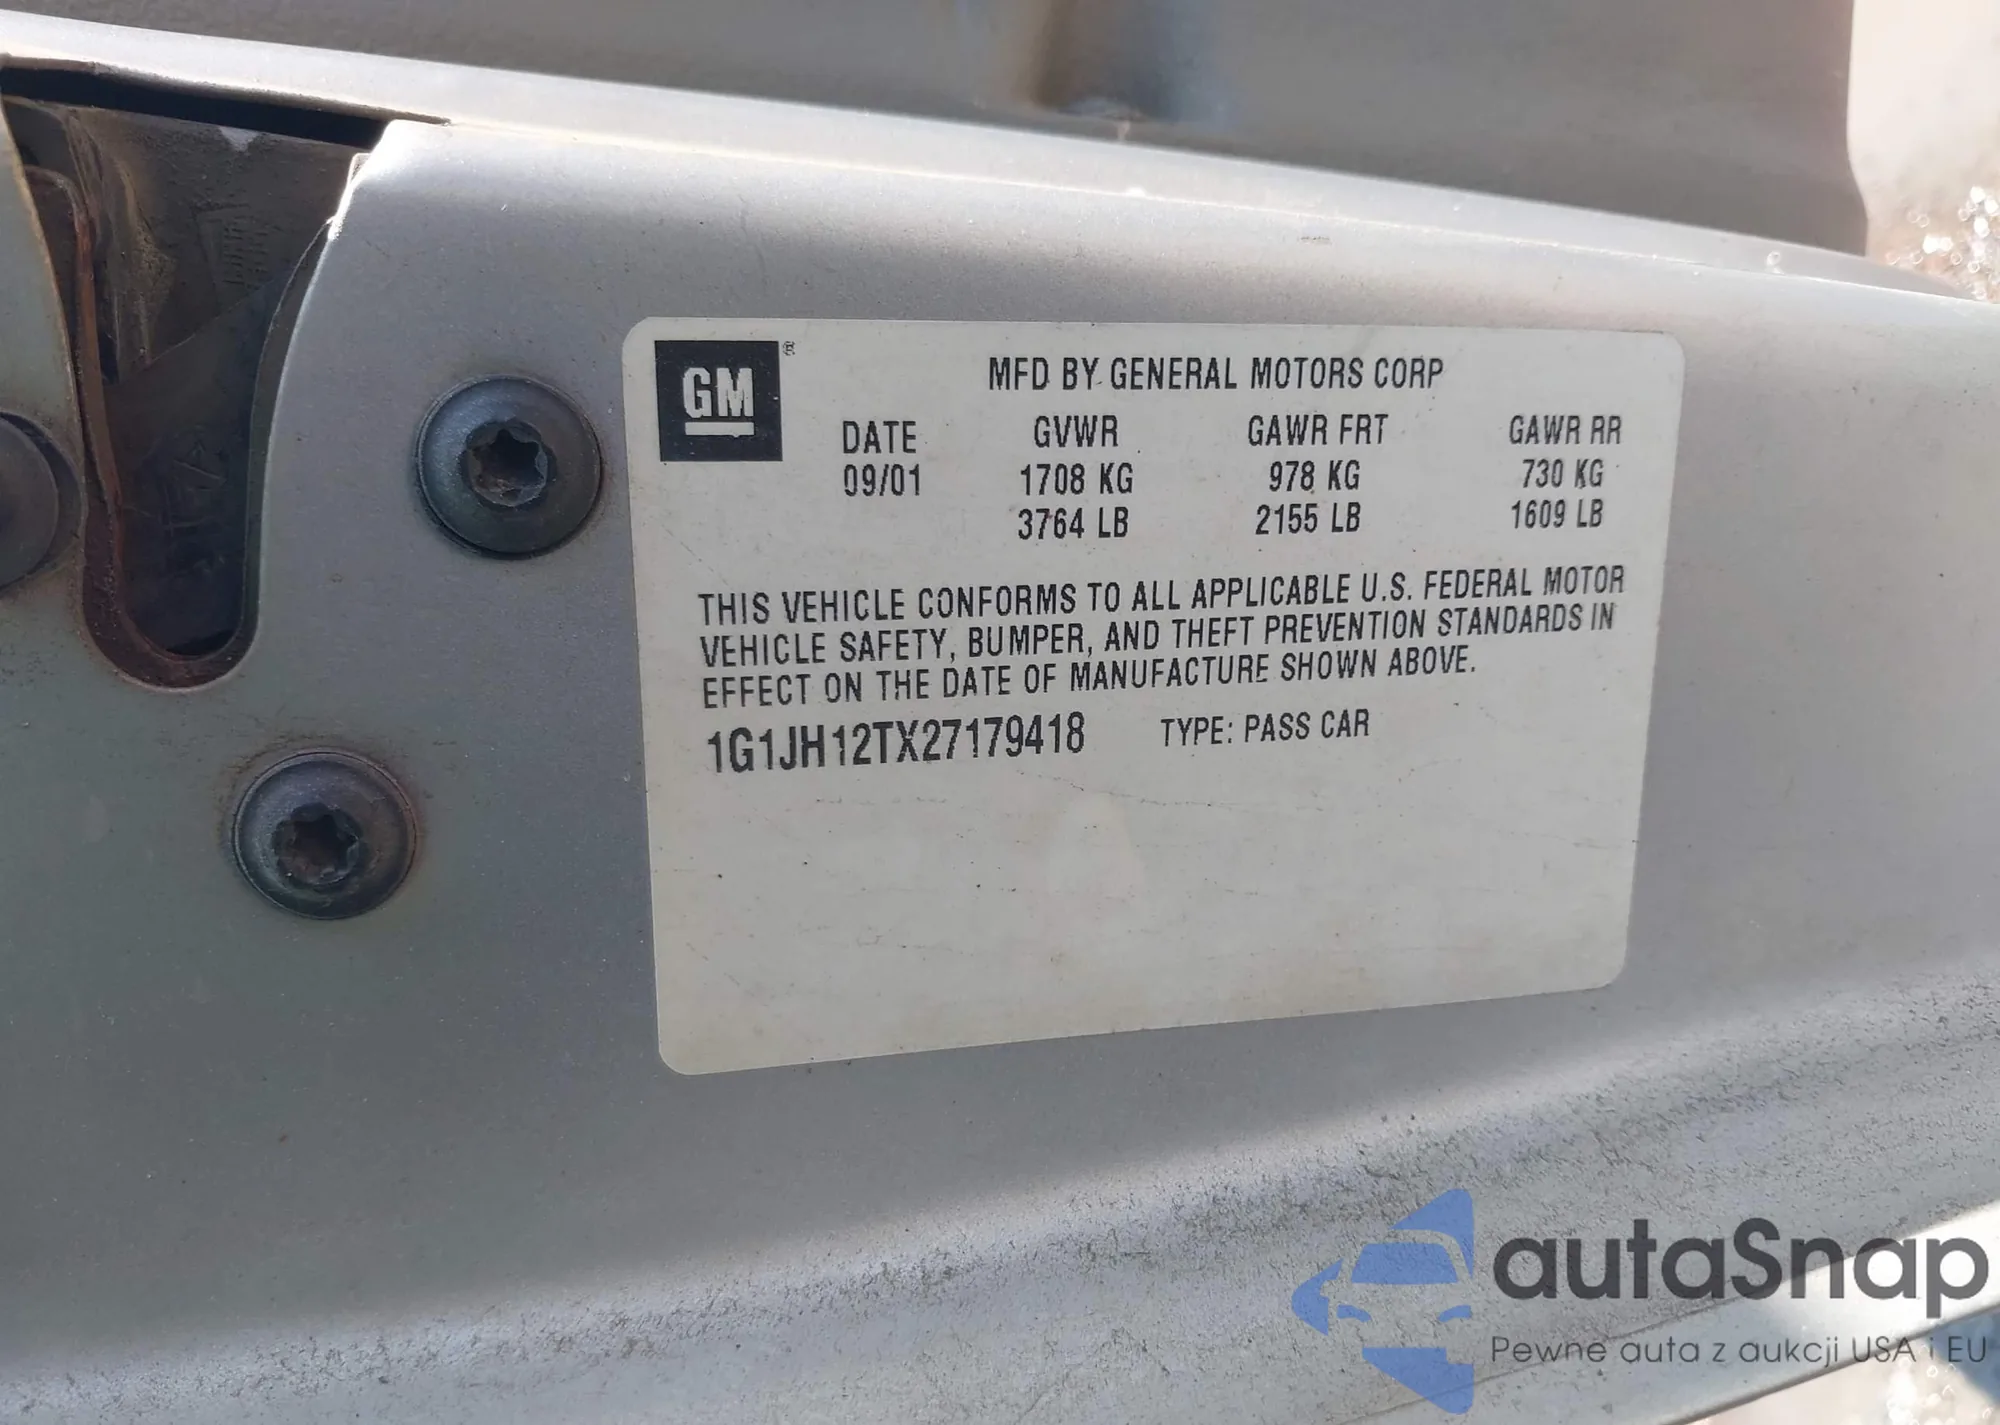 GM ®
MFD BY GENERAL MOTORS CORP
DATE GVWR GAWR FRT GAWR RR
09/01 1708 KG 978 KG 730 KG
3764 LB 2155 LB 1609 LB
THIS VEHICLE CONFORMS TO ALL APPLICABLE U.S. FEDERAL MOTOR
VEHICLE SAFETY, BUMPER, AND THEFT PREVENTION STANDARDS IN
EFFECT ON THE DATE OF MANUFACTURE SHOWN ABOVE.
1G1JH12TX27179418 TYPE: PASS CAR
autaSnap
Pewne auta z aukcji USA i EU